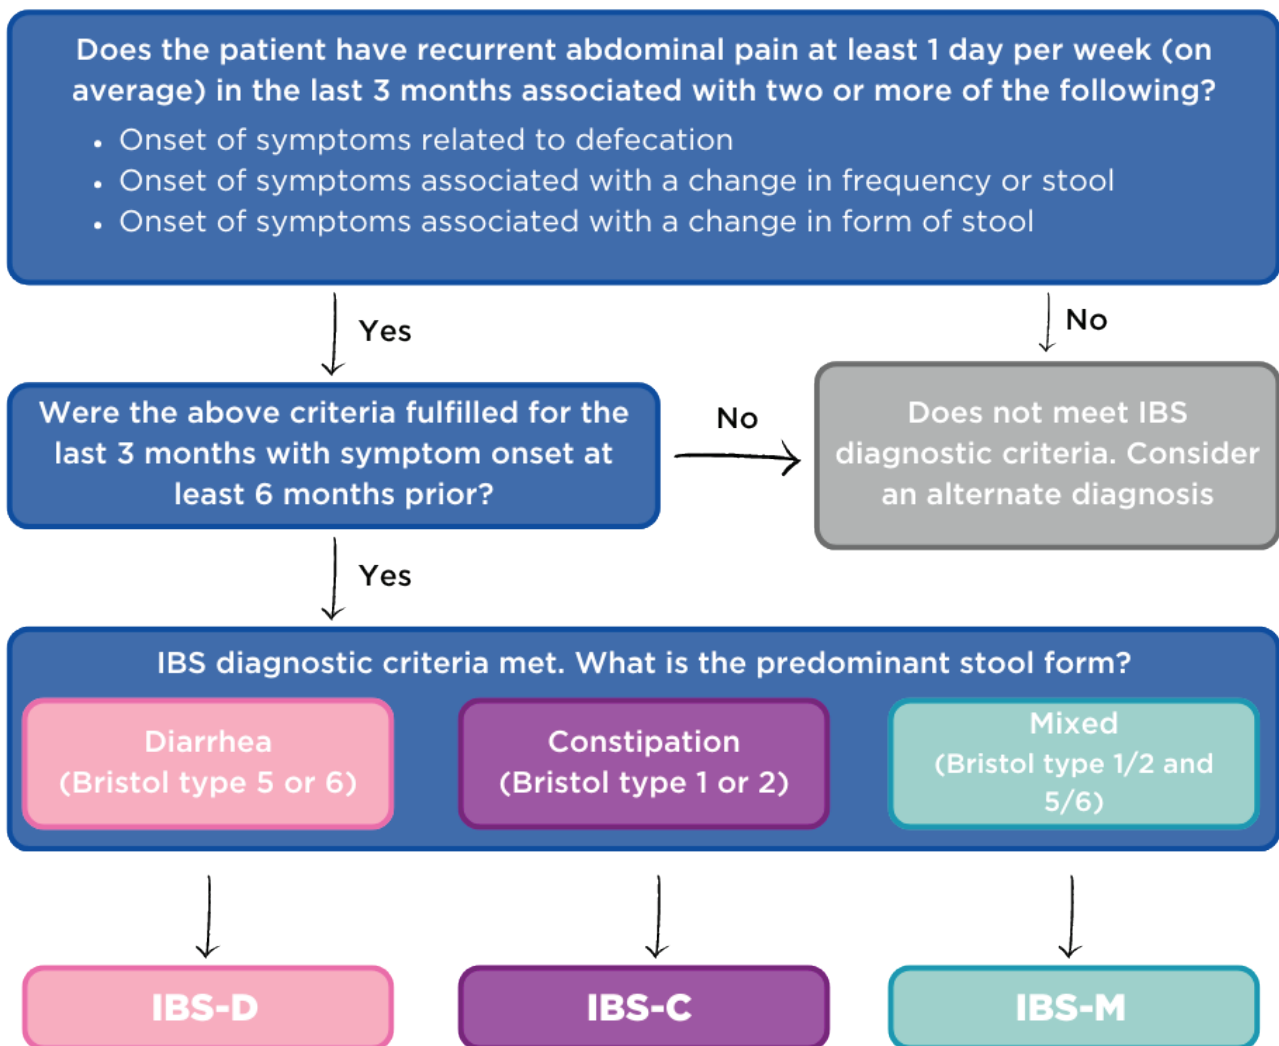 Does the patient have recurrent abdominal pain at least 1 day per week (on
average) in the last 3 months associated with two or more of the following?
• Onset of symptoms related to defecation
• Onset of symptoms associated with a change in frequency or stool
• Onset of symptoms associated with a change in form of stool
Yes
No
Were the above criteria fulfilled for the
last 3 months with symptom onset at
least 6 months prior?
No
Does not meet IBS
diagnostic criteria. Consider
an alternate diagnosis
Yes
IBS diagnostic criteria met. What is the predominant stool form?
Diarrhea
(Bristol type 5 or 6)
Constipation
(Bristol type 1 or 2)
Mixed
(Bristol type 1/2 and
5/6)
IBS-D
IBS-C
IBS-M